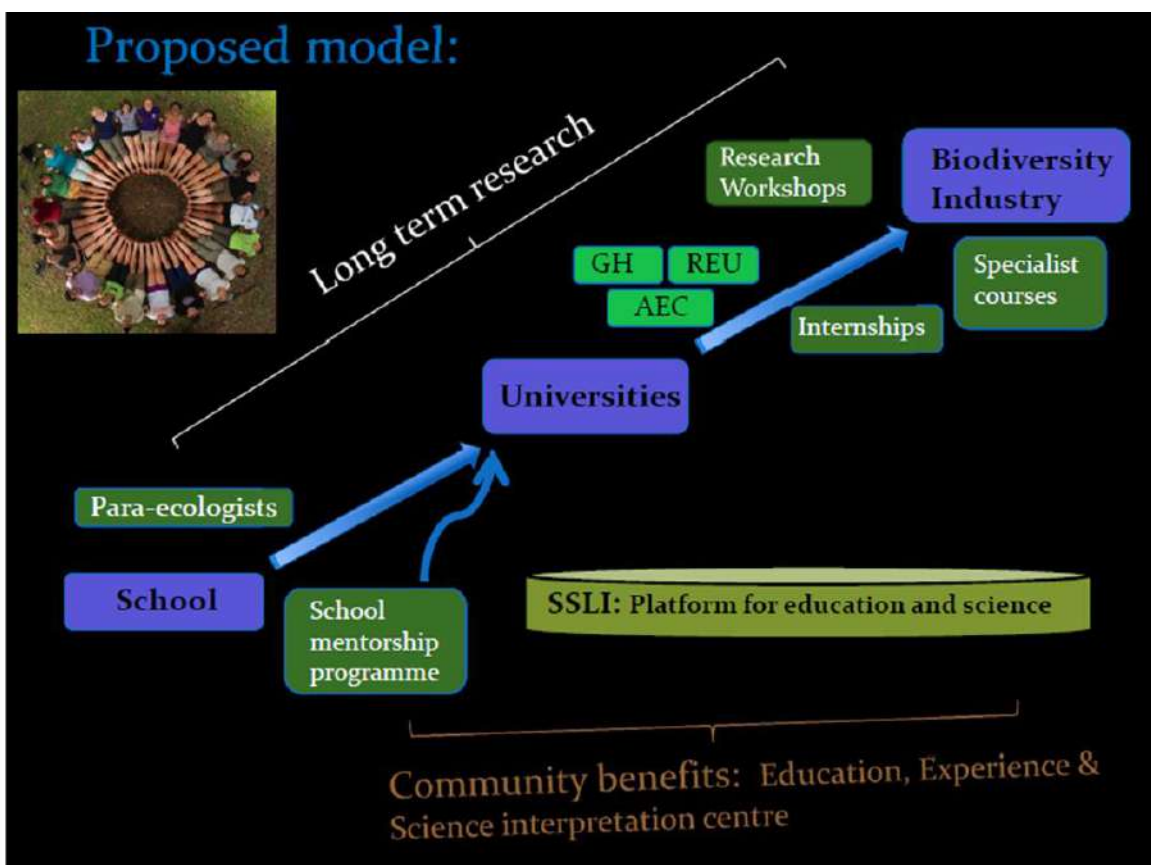 Proposed model:
Long term research
Research
Workshops
Biodiversity
Industry
GH
REU
AEC
Specialist
courses
Internships
Universities
Para-ecologists
School
School
mentorship
programme
SSLI: Platform for education and science
Community benefits: Education, Experience &
Science interpretation centre